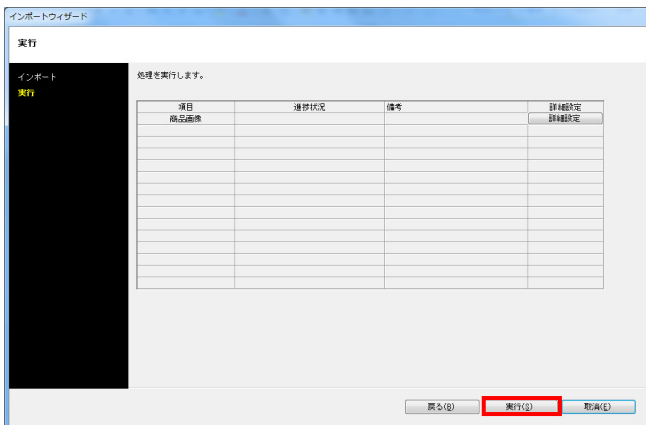 インポートウィザード
実行
インポート
実行
処理を実行します。
項目 進捗状況 備考 詳細設定
商品画像 詳細設定
戻る(B) 実行(S) 取消(E)